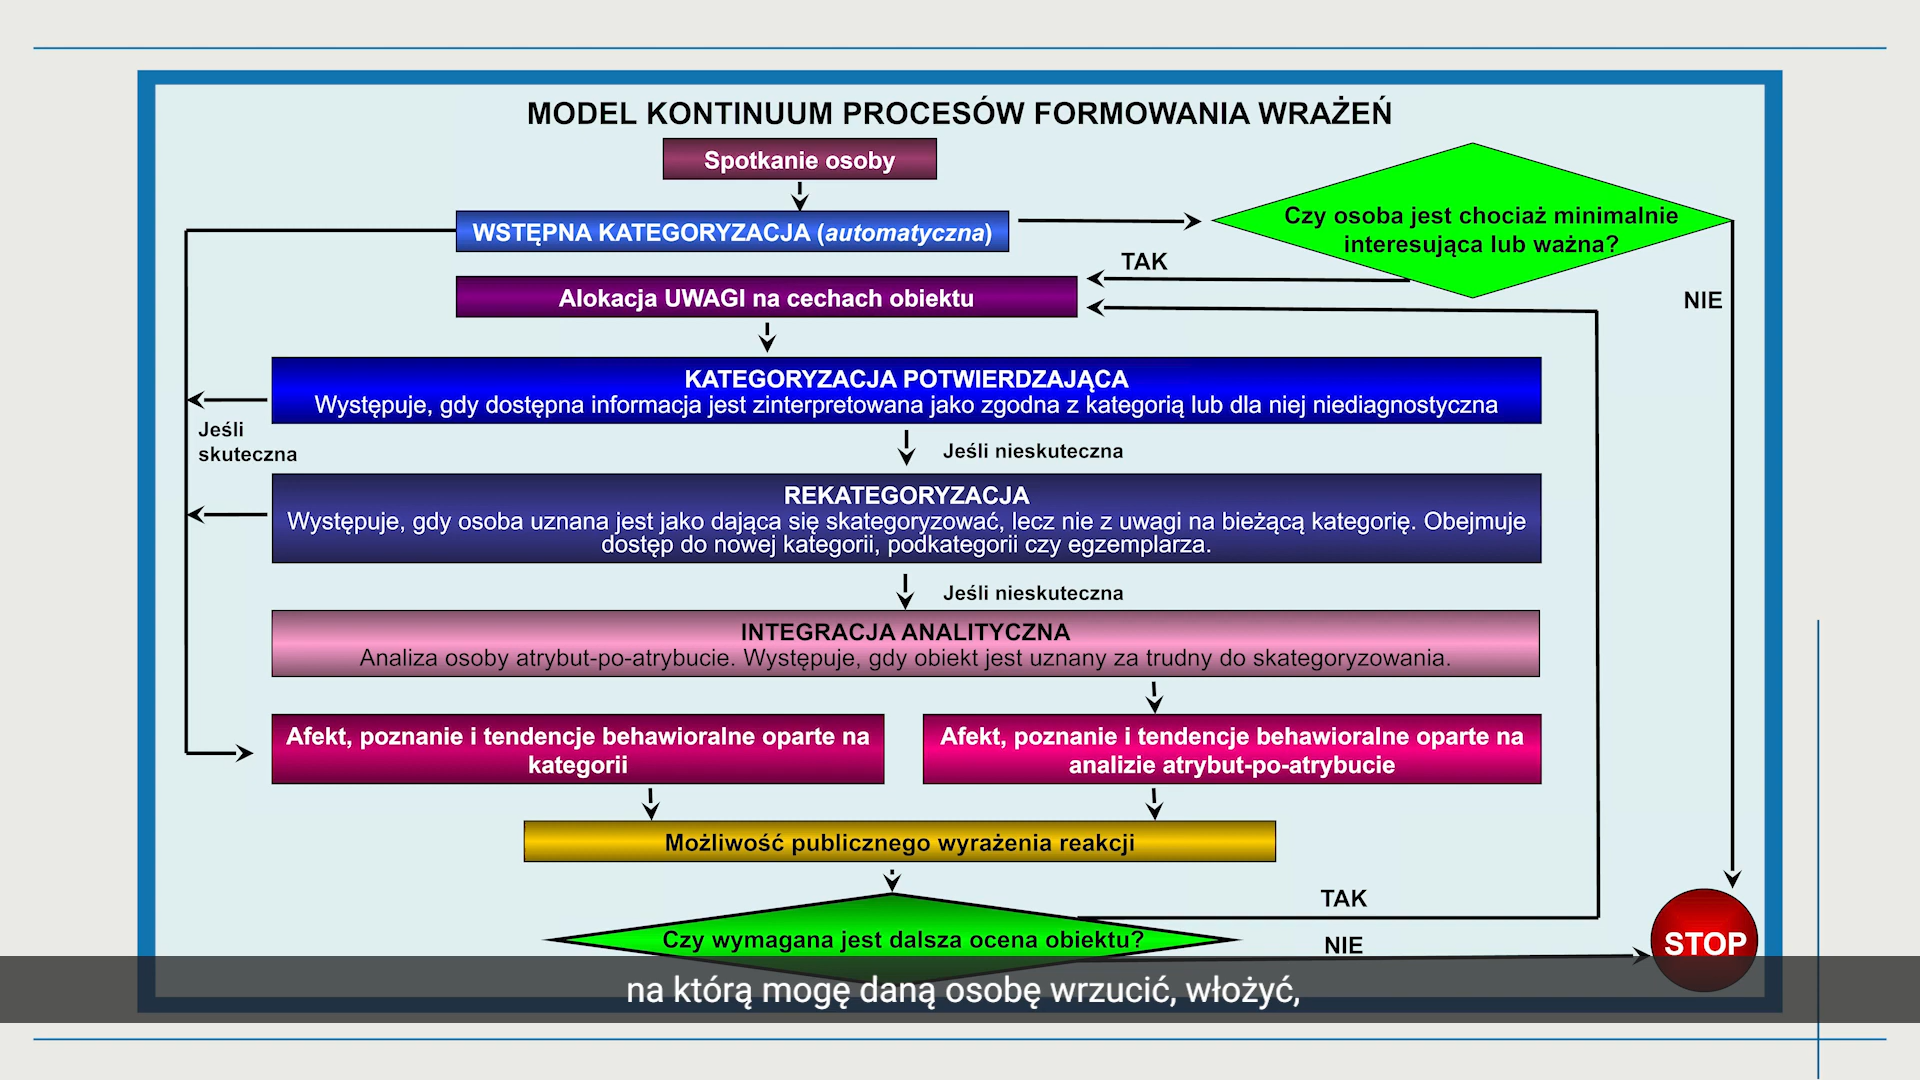 MODEL KONTINUUM PROCESÓW FORMOWANIA WRAŻEŃ
Spotkanie osoby
WSTĘPNA KATEGORYZACJA (automatyczna)
Czy osoba jest chociaż minimalnie
interesująca lub ważna?
TAK
NIE
Alokacja UWAGI na cechach obiektu
KATEGORYZACJA POTWIERDZAJĄCA
Występuje, gdy dostępna informacja jest zinterpretowana jako zgodna z kategorią lub dla niej niediagnostyczna
Jeśli
skuteczna
Jeśli nieskuteczna
REKATEGORYZACJA
Występuje, gdy osoba uznana jest jako dająca się skategoryzować, lecz nie z uwagi na bieżącą kategorię. Obejmuje
dostęp do nowej kategorii, podkategorii czy egzemplarza.
Jeśli nieskuteczna
INTEGRACJA ANALITYCZNA
Analiza osoby atrybut-po-atrybucie. Występuje, gdy obiekt jest uznany za trudny do skategoryzowania.
Afekt, poznanie i tendencje behawioralne oparte na
kategorii
Afekt, poznanie i tendencje behawioralne oparte na
analizie atrybut-po-atrybucie
Możliwość publicznego wyrażenia reakcji
Czy wymagana jest dalsza ocena obiektu?
TAK
NIE
STOP
na którą mogę daną osobę wrzucić, włożyć,